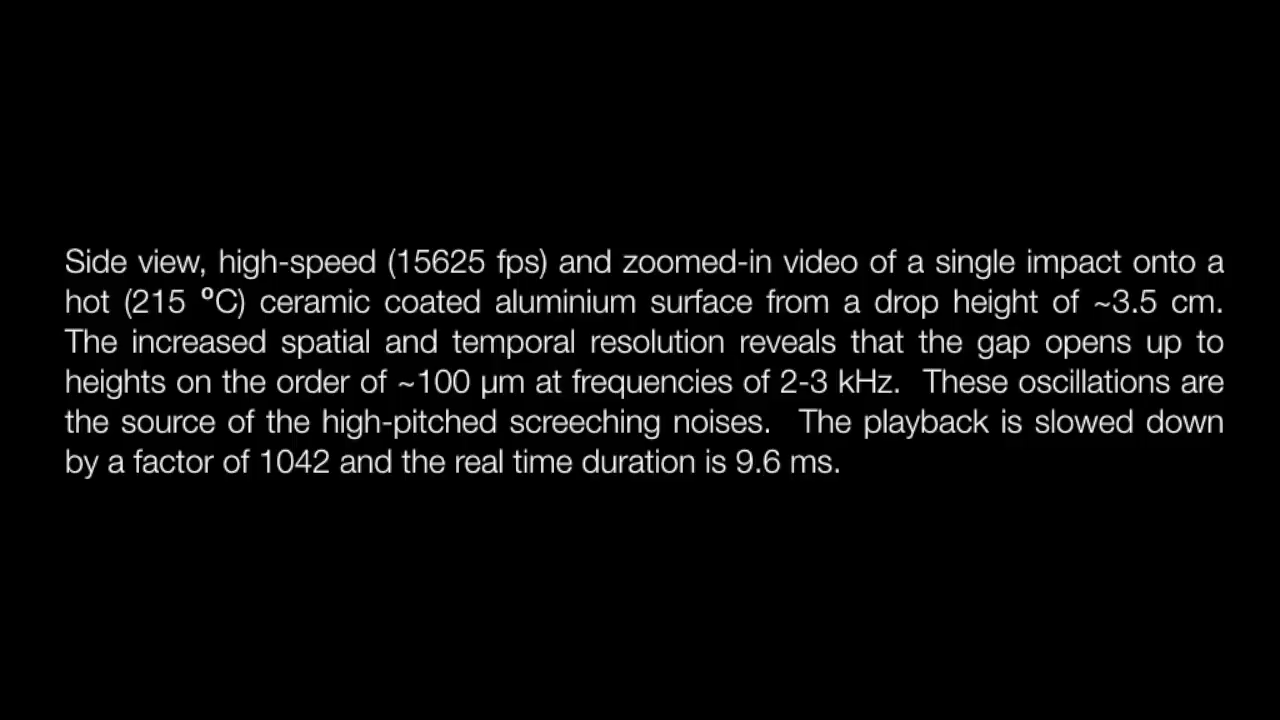 Side view, high-speed (15625 fps) and zoomed-in video of a single impact onto a
hot (215 ºC) ceramic coated aluminium surface from a drop height of ~3.5 cm.
The increased spatial and temporal resolution reveals that the gap opens up to
heights on the order of ~100 µm at frequencies of 2-3 kHz.  These oscillations are
the source of the high-pitched screeching noises.  The playback is slowed down
by a factor of 1042 and the real time duration is 9.6 ms.